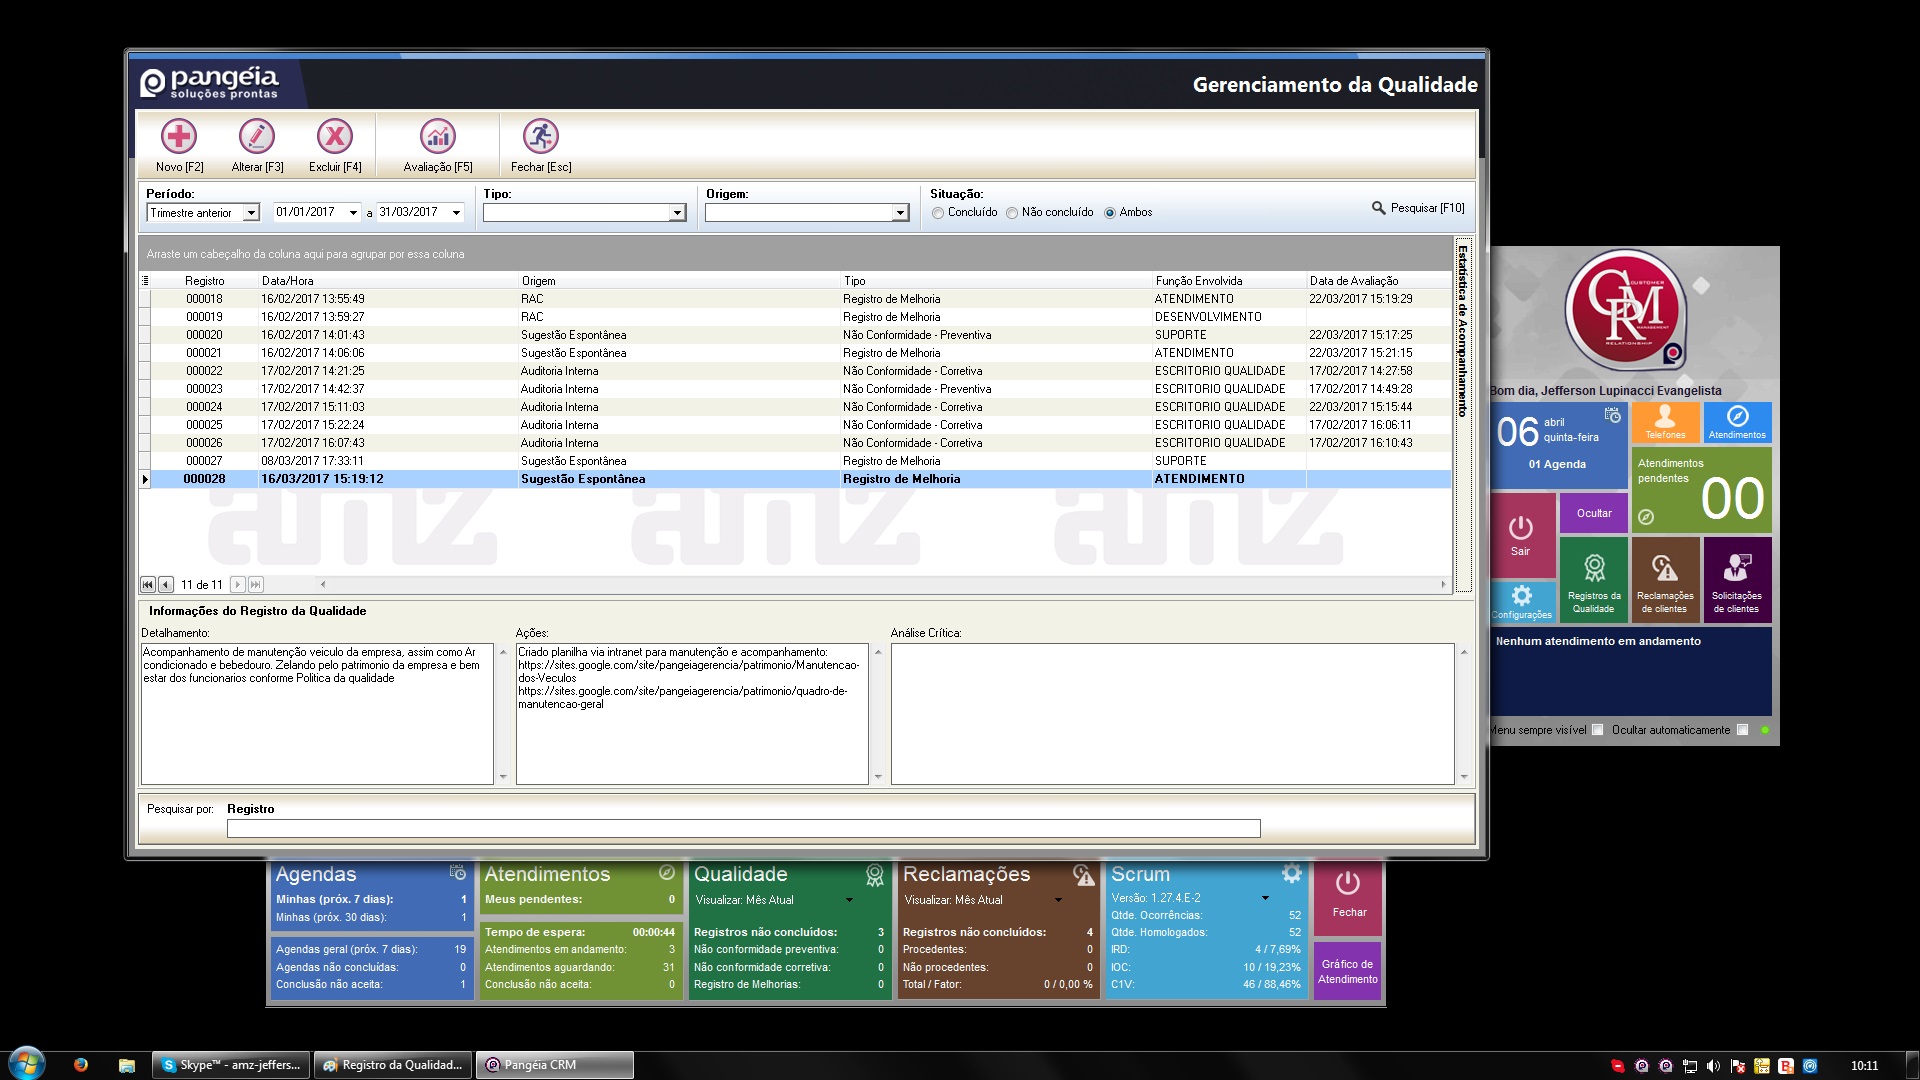 pangéia
soluções prontas
Gerenciamento da Qualidade
Novo [F2]
Alterar [F3]
Excluir [F4]
Avaliação [F5]
Fechar [Esc]
Período:
Trimestre anterior
01/01/2017
a
31/03/2017
Tipo:
Origem:
Situação:
Concluído
Não concluído
Ambos
Pesquisar [F10]
Arraste um cabeçalho da coluna aqui para agrupar por essa coluna
Registro Data/Hora Origem Tipo Função Envolvida Data de Avaliação
000018 16/02/2017 13:55:49 RAC Registro de Melhoria ATENDIMENTO 22/03/2017 15:19:29
000019 16/02/2017 13:59:27 RAC Registro de Melhoria DESENVOLVIMENTO
000020 16/02/2017 14:01:43 Sugestão Espontânea Não Conformidade - Preventiva SUPORTE 22/03/2017 15:17:25
000021 16/02/2017 14:06:06 Sugestão Espontânea Registro de Melhoria ATENDIMENTO 22/03/2017 15:21:15
000022 17/02/2017 14:21:25 Auditoria Interna Não Conformidade - Corretiva ESCRITORIO QUALIDADE 17/02/2017 14:27:58
000023 17/02/2017 14:42:37 Auditoria Interna Não Conformidade - Preventiva ESCRITORIO QUALIDADE 17/02/2017 14:49:28
000024 17/02/2017 15:11:03 Auditoria Interna Não Conformidade - Corretiva ESCRITORIO QUALIDADE 22/03/2017 15:15:44
000025 17/02/2017 15:22:24 Auditoria Interna Não Conformidade - Corretiva ESCRITORIO QUALIDADE 17/02/2017 16:06:11
000026 17/02/2017 16:07:43 Auditoria Interna Não Conformidade - Corretiva ESCRITORIO QUALIDADE 17/02/2017 16:10:43
000027 08/03/2017 17:33:11 Sugestão Espontânea Registro de Melhoria SUPORTE
000028 16/03/2017 15:19:12 Sugestão Espontânea Registro de Melhoria ATENDIMENTO
amz amz amz
11 de 11
Estatística de Acompanhamento
Informações do Registro da Qualidade
Detalhamento:
Acompanhamento de manutenção veiculo da empresa, assim como Ar
condicionado e bebedouro. Zelando pelo patrimonio da empresa e bem
estar dos funcionarios conforme Politica da qualidade
Ações:
Criado planilha via intranet para manutenção e acompanhamento:
https://sites.google.com/site/pangeiagerencia/patrimonio/Manutencao-
dos-Veculos
https://sites.google.com/site/pangeiagerencia/patrimonio/quadro-de-
manutencao-geral
Análise Crítica:
Pesquisar por: Registro
CUSTOMER
CRM
MANAGEMENT
RELATIONSHIP
Bom dia, Jefferson Lupinacci Evangelista
06 abril
quinta-feira
01 Agenda
Telefones
Atendimentos
Atendimentos
pendentes
00
Sair
Ocultar
Configurações
Registros da
Qualidade
Reclamações
de clientes
Solicitações
de clientes
Nenhum atendimento em andamento
Menu sempre visível
Ocultar automaticamente
Agendas
Minhas (próx. 7 dias): 1
Minhas (próx. 30 dias): 1
Agendas geral (próx. 7 dias): 19
Agendas não concluídas: 0
Conclusão não aceita: 1
Atendimentos
Meus pendentes: 0
Tempo de espera: 00:00:44
Atendimentos em andamento: 3
Atendimentos aguardando: 31
Conclusão não aceita: 0
Qualidade
Visualizar: Mês Atual
Registros não concluídos: 3
Não conformidade preventiva: 0
Não conformidade corretiva: 0
Registro de Melhorias: 0
Reclamações
Visualizar: Mês Atual
Registros não concluídos: 4
Procedentes: 0
Não procedentes: 0
Total / Fator: 0 / 0,00 %
Scrum
Versão: 1.27.4.E-2
Qtde. Ocorrências: 52
Qtde. Homologados: 52
IRD: 4 / 7,69%
IOC: 10 / 19,23%
C1V: 46 / 88,46%
Fechar
Gráfico de
Atendimento
Skype™ - amz-jeffers...
Registro da Qualidad...
Pangéia CRM
10:11